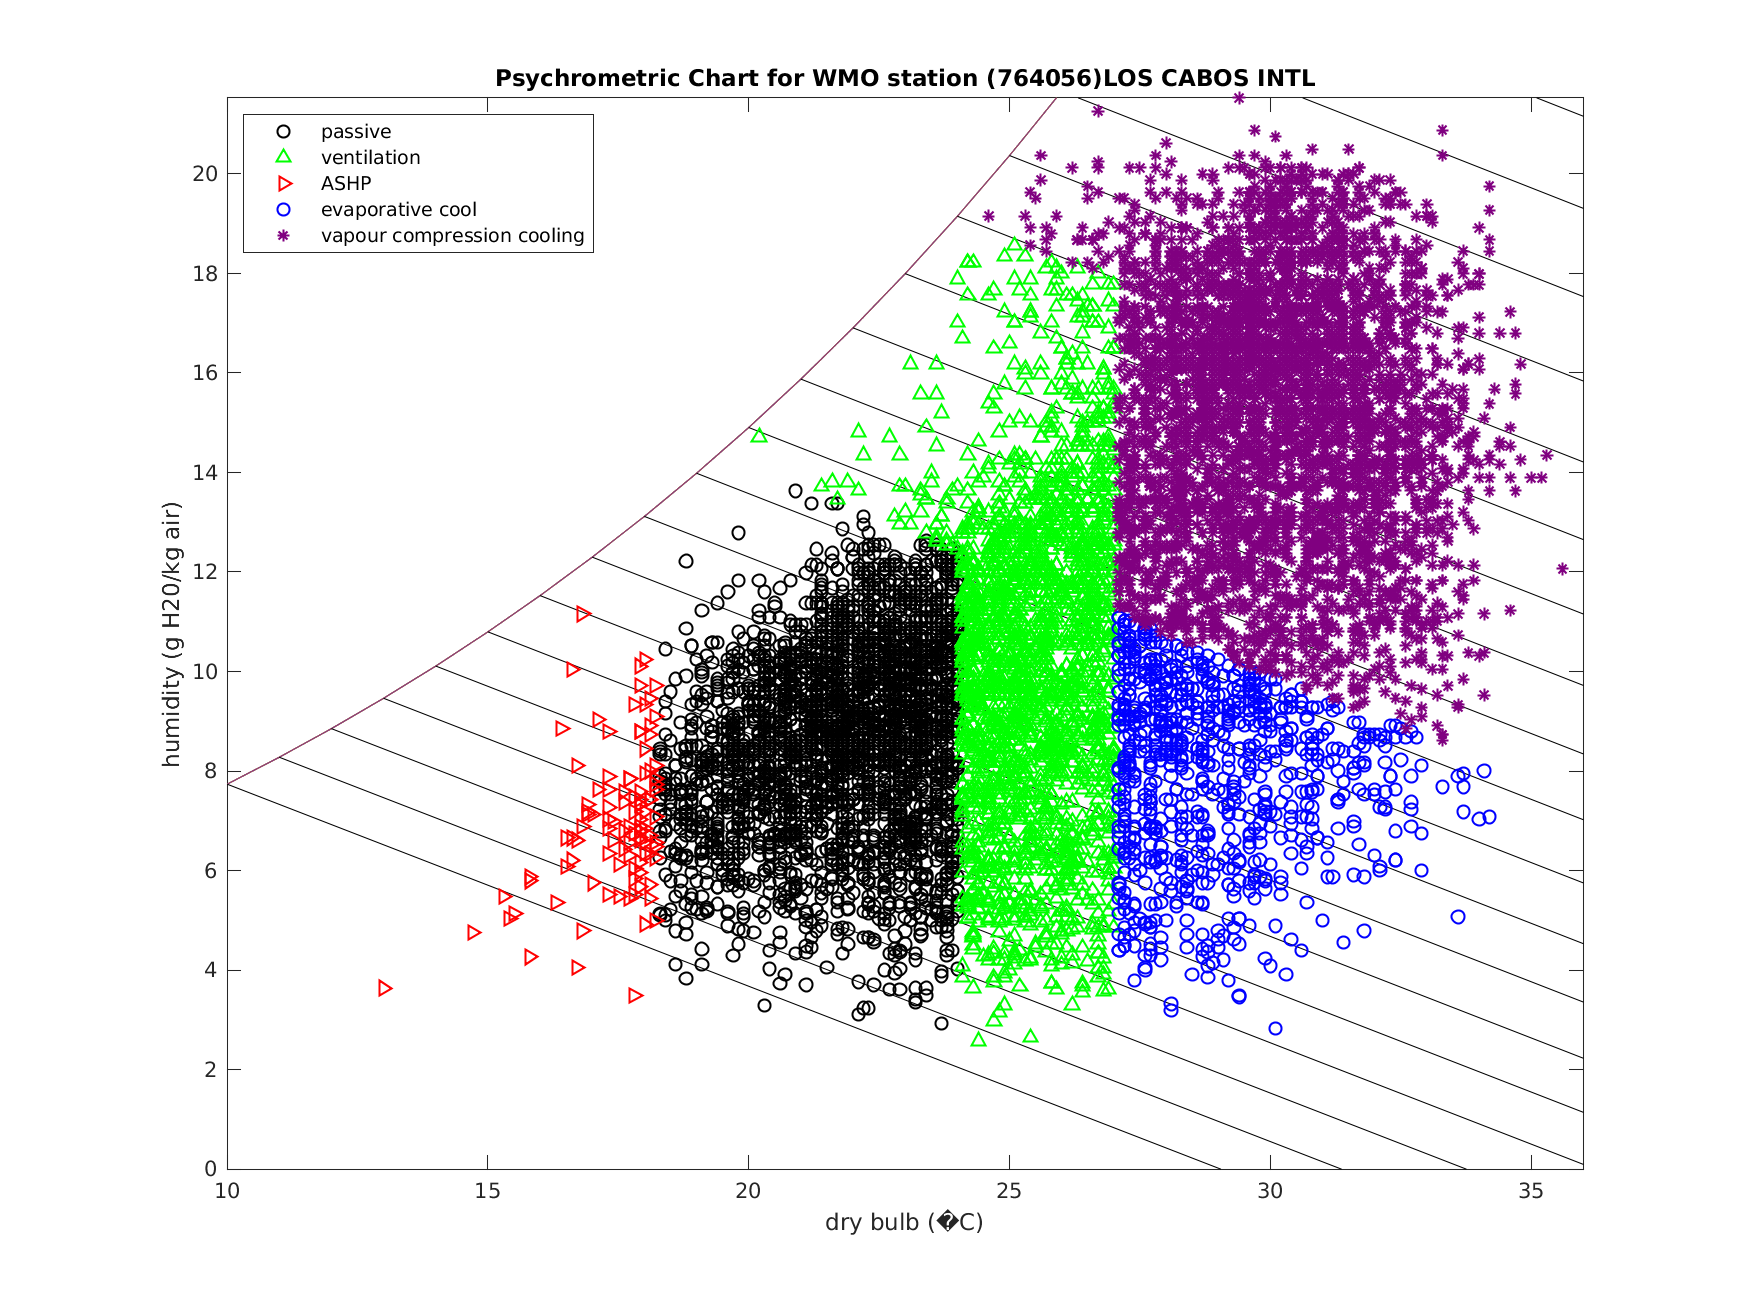 Psychrometric Chart for WMO station (764056)LOS CABOS INTL
passive
ventilation
ASHP
evaporative cool
vapour compression cooling
humidity (g H20/kg air)
20
18
16
14
12
10
8
6
4
2
0
10 15 20 25 30 35
dry bulb (�C)